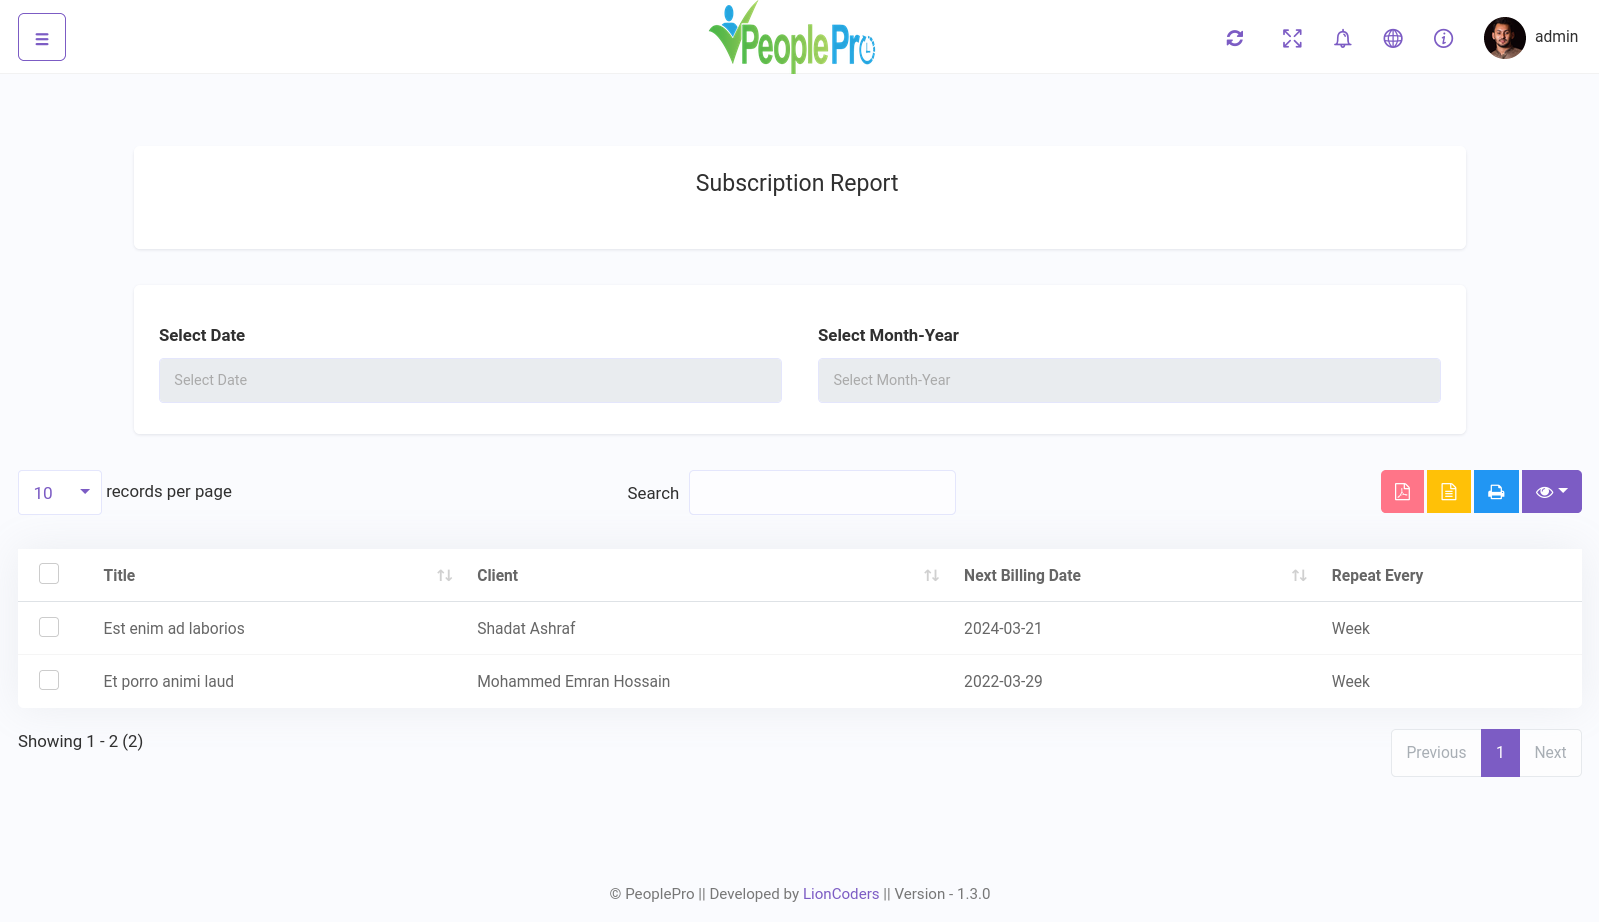 PeoplePro
admin
Subscription Report
Select Date
Select Month-Year
Select Date
Select Month-Year
10 records per page
Search
Title Client Next Billing Date Repeat Every
Est enim ad laborios Shadat Ashraf 2024-03-21 Week
Et porro animi laud Mohammed Emran Hossain 2022-03-29 Week
Showing 1 - 2 (2)
Previous 1 Next
© PeoplePro || Developed by LionCoders || Version - 1.3.0